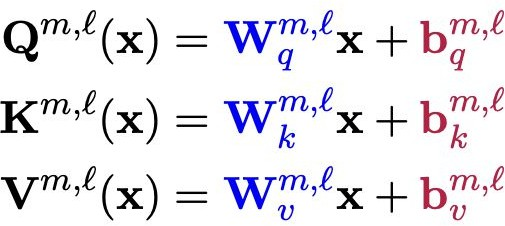 Q^{m,ℓ}(x) = W_q^{m,ℓ}x + b_q^{m,ℓ}
K^{m,ℓ}(x) = W_k^{m,ℓ}x + b_k^{m,ℓ}
V^{m,ℓ}(x) = W_v^{m,ℓ}x + b_v^{m,ℓ}